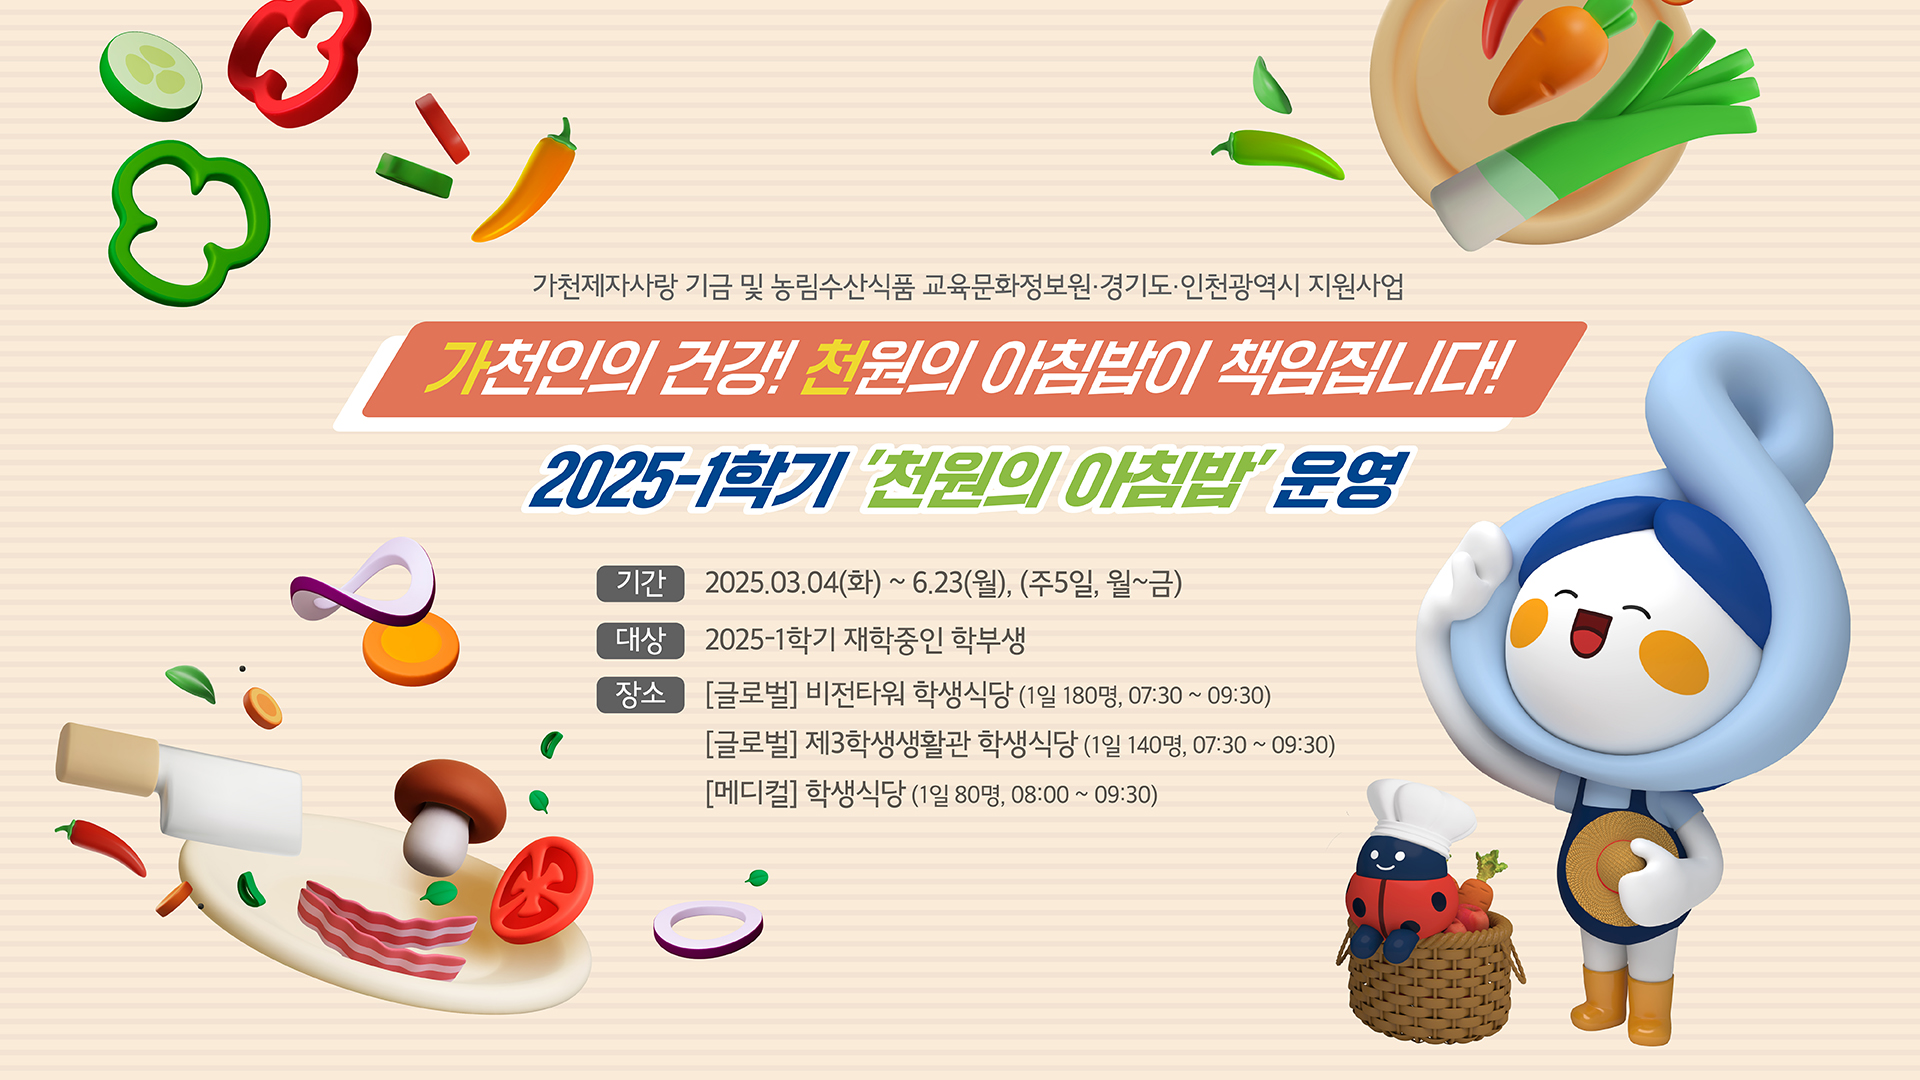 가천제자사랑 기금 및 농림수산식품 교육문화정보원·경기도·인천광역시 지원사업
가천인의 건강! 천원의 아침밥이 책임집니다!
2025-1학기 '천원의 아침밥' 운영
기간 2025.03.04(화) ~ 6.23(월), (주5일, 월~금)
대상 2025-1학기 재학중인 학부생
장소 [글로벌] 비전타워 학생식당 (1일 180명, 07:30 ~ 09:30)
[글로벌] 제3학생생활관 학생식당 (1일 140명, 07:30 ~ 09:30)
[메디컬] 학생식당 (1일 80명, 08:00 ~ 09:30)